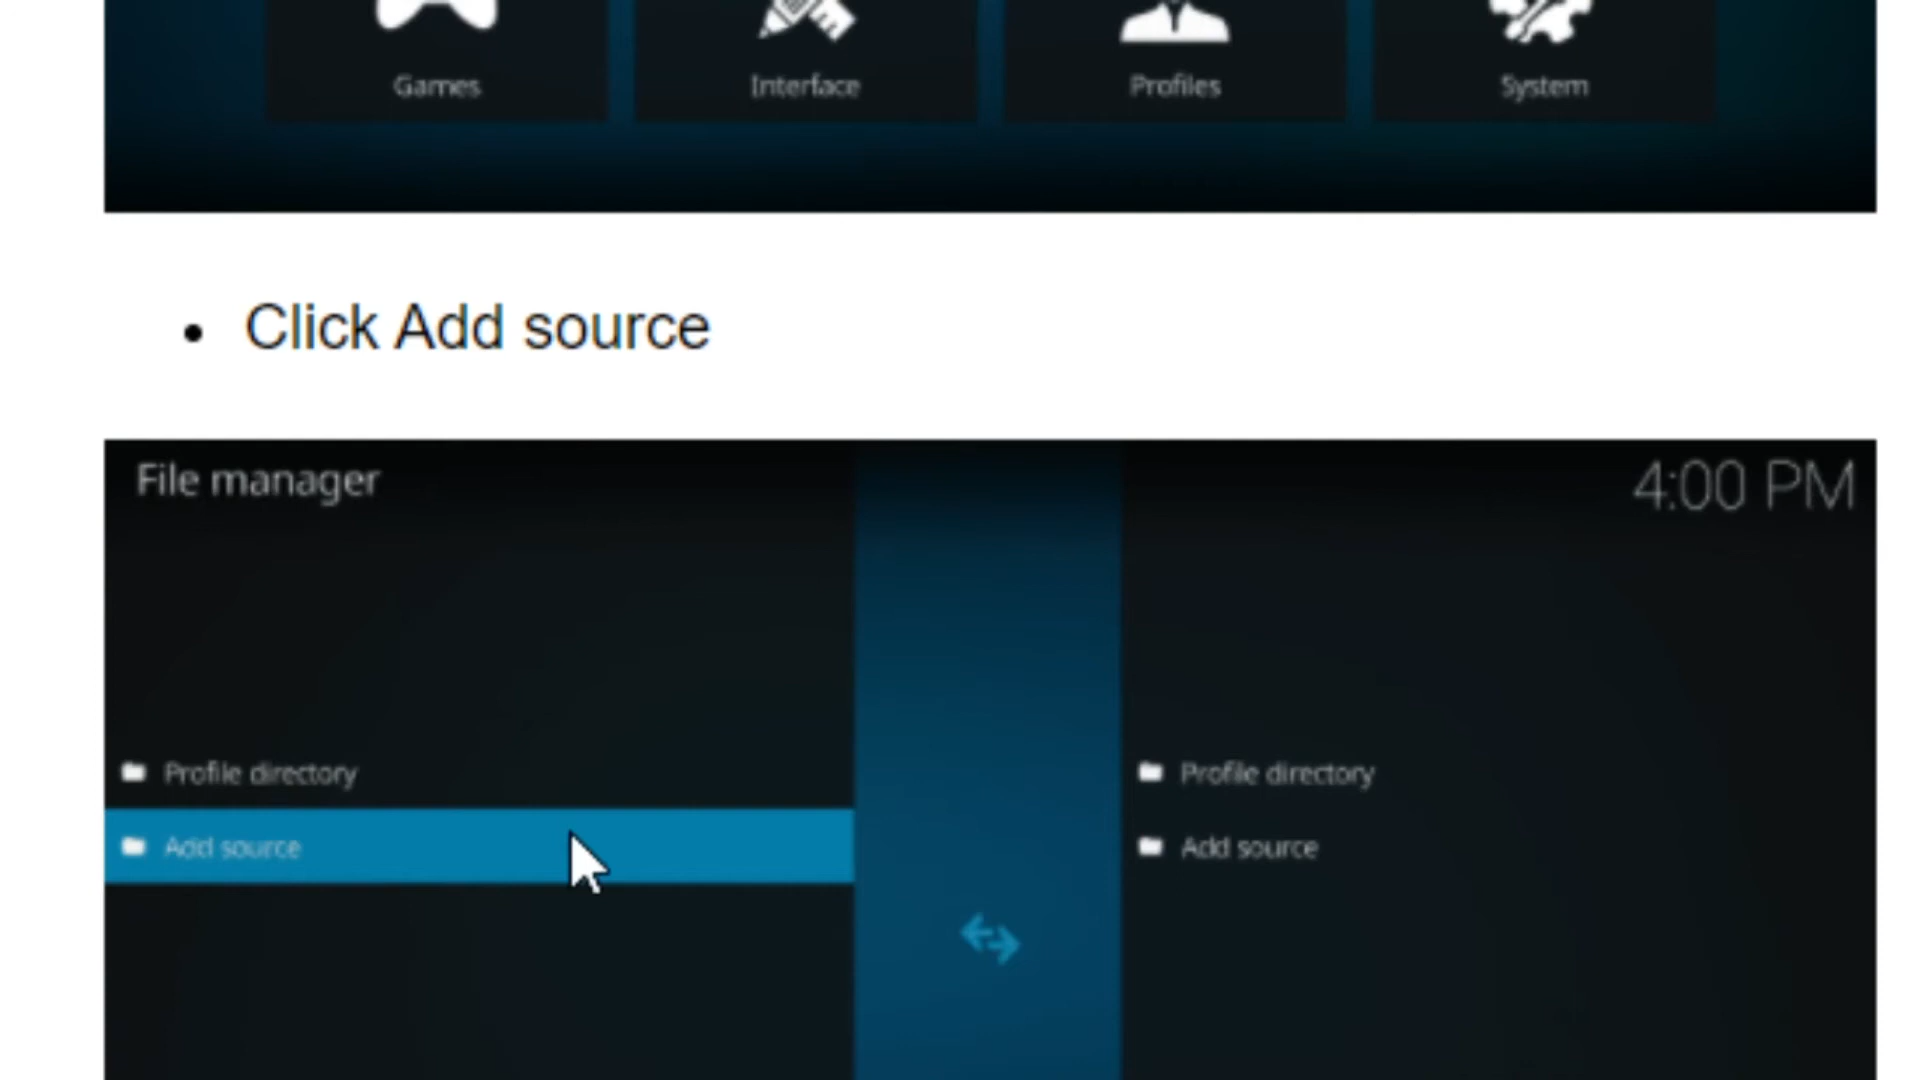 Games Interface Profiles System
• Click Add source
File manager 4:00 PM
Profile directory Profile directory
Add source Add source